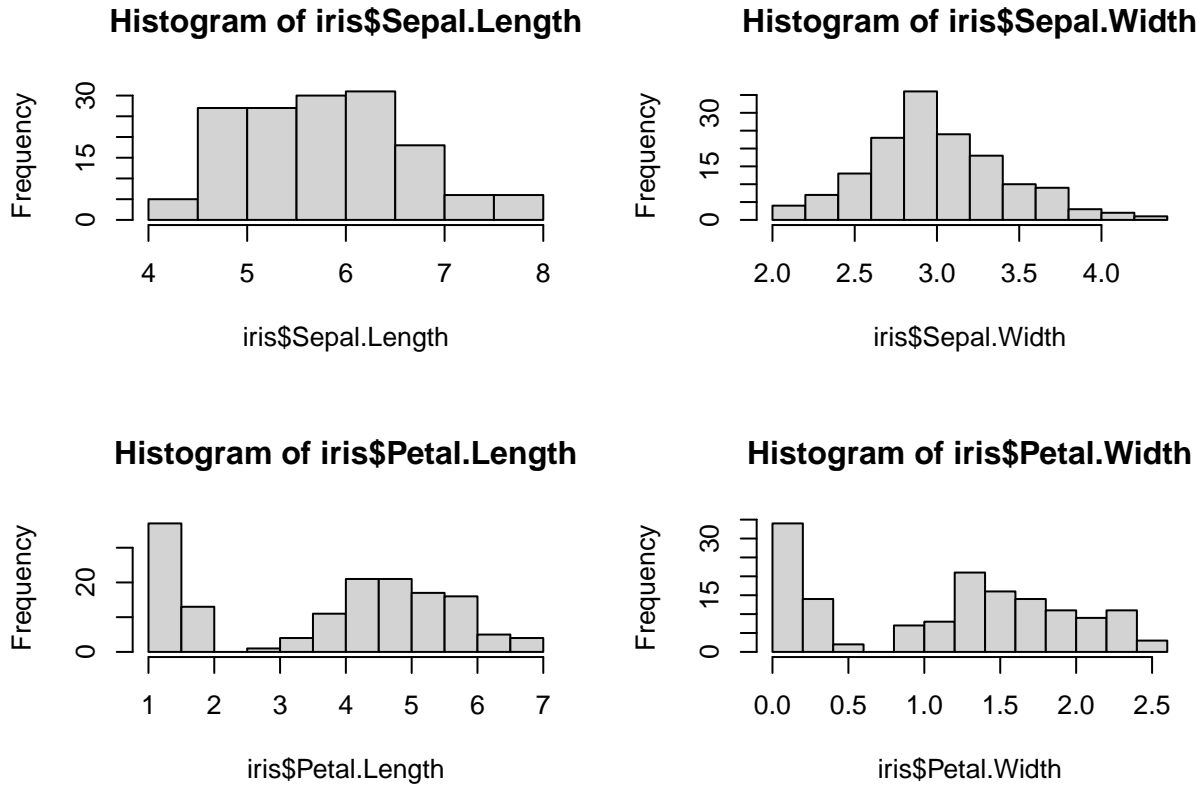 Histogram of iris$Sepal.Length
Frequency
0 15 30
4 5 6 7 8
iris$Sepal.Length
Histogram of iris$Sepal.Width
Frequency
0 15 30
2.0 2.5 3.0 3.5 4.0
iris$Sepal.Width
Histogram of iris$Petal.Length
Frequency
0 20
1 2 3 4 5 6 7
iris$Petal.Length
Histogram of iris$Petal.Width
Frequency
0 15 30
0.0 0.5 1.0 1.5 2.0 2.5
iris$Petal.Width